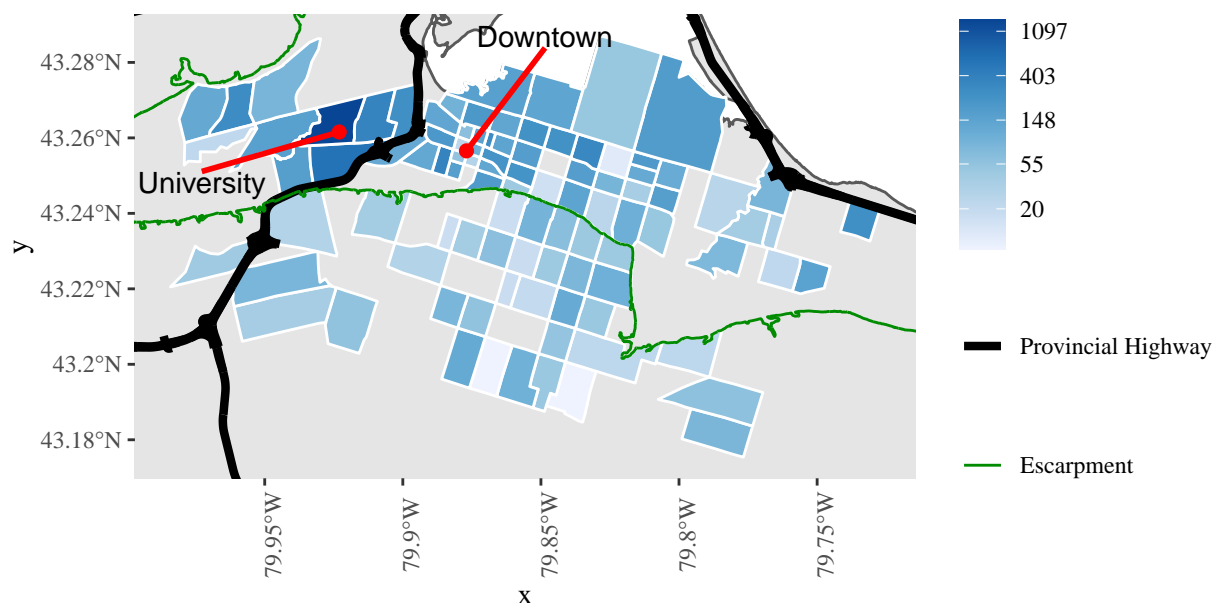 Downtown
University
43.28°N
43.26°N
43.24°N
43.22°N
43.2°N
43.18°N
y
79.95°W
79.9°W
79.85°W
79.8°W
79.75°W
x
1097
403
148
55
20
Provincial Highway
Escarpment